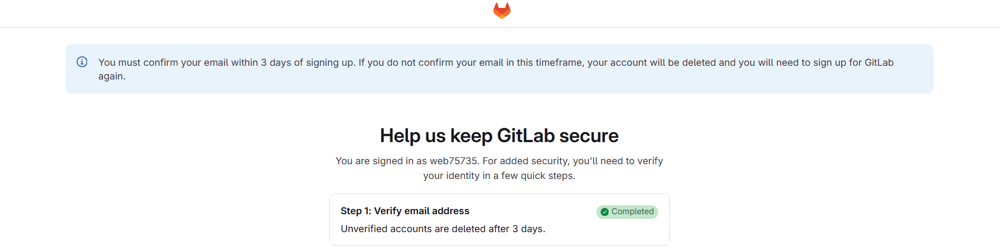 You must confirm your email within 3 days of signing up. If you do not confirm your email in this timeframe, your account will be deleted and you will need to sign up for GitLab
again.
Help us keep GitLab secure
You are signed in as web75735. For added security, you'll need to verify
your identity in a few quick steps.
Step 1: Verify email address
Completed
Unverified accounts are deleted after 3 days.